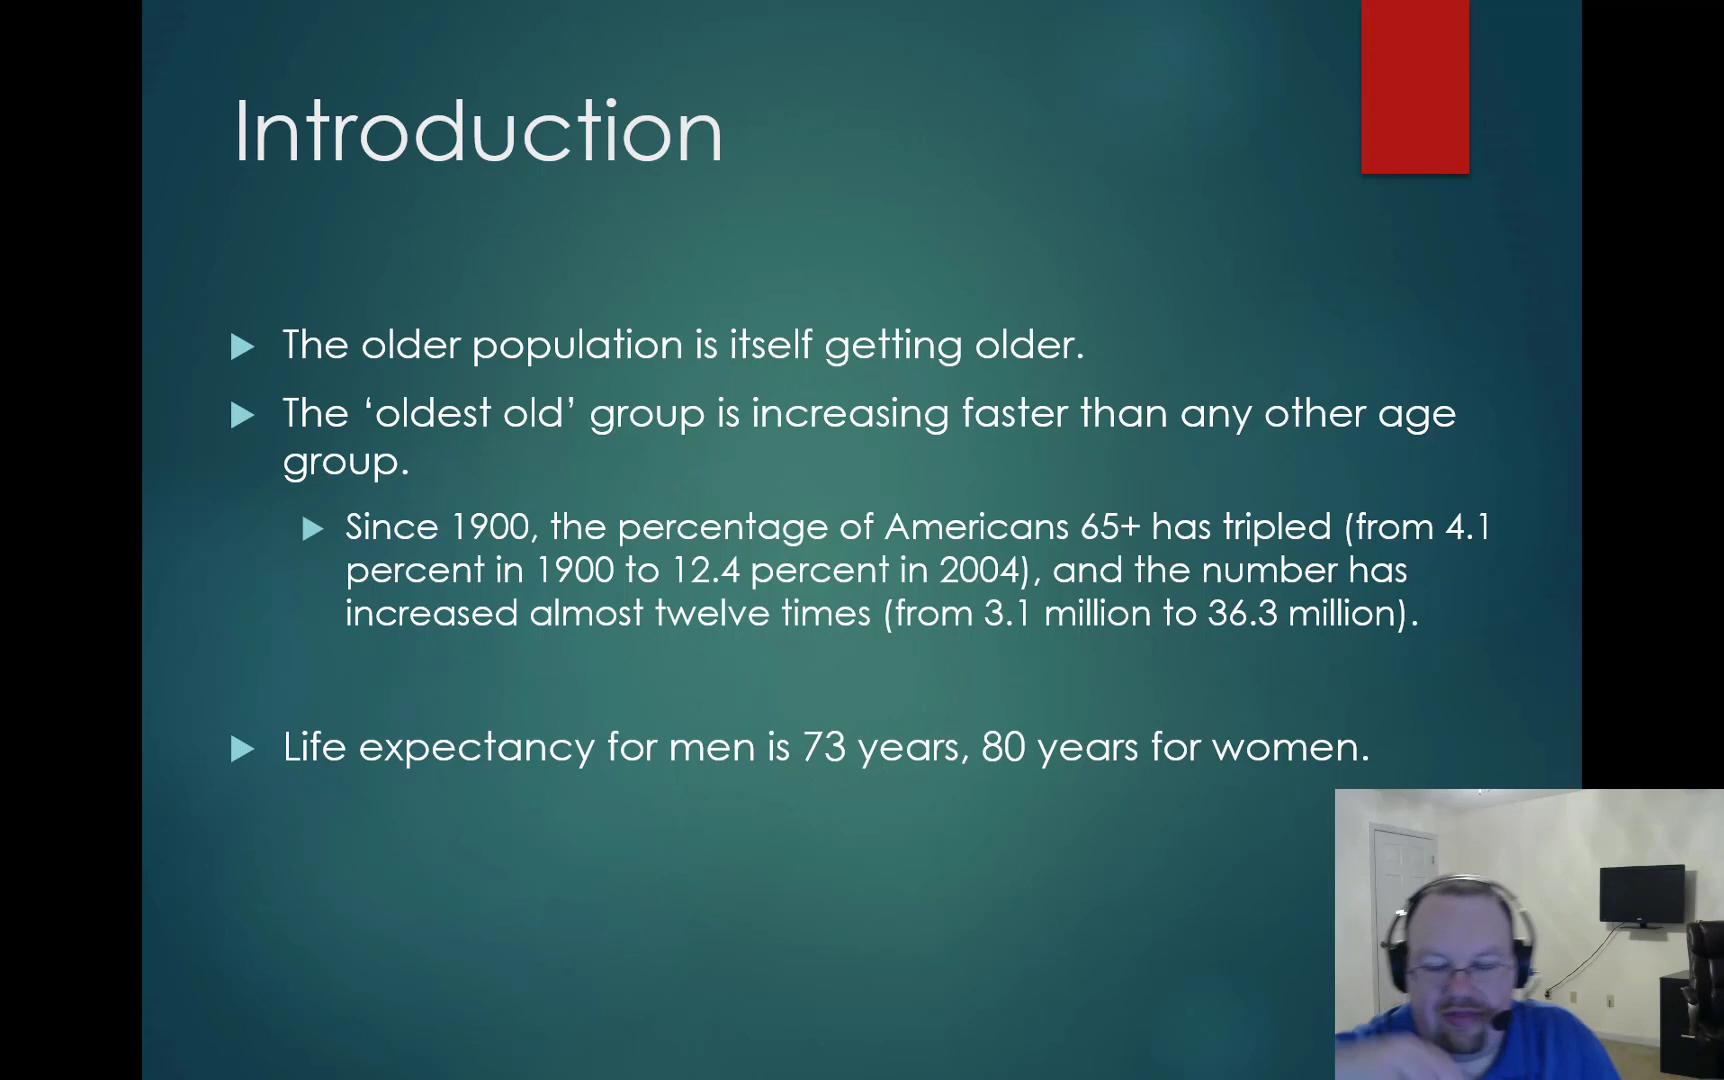 Introduction
The older population is itself getting older.
The ‘oldest old’ group is increasing faster than any other age
group.
Since 1900, the percentage of Americans 65+ has tripled (from 4.1
percent in 1900 to 12.4 percent in 2004), and the number has
increased almost twelve times (from 3.1 million to 36.3 million).
Life expectancy for men is 73 years, 80 years for women.